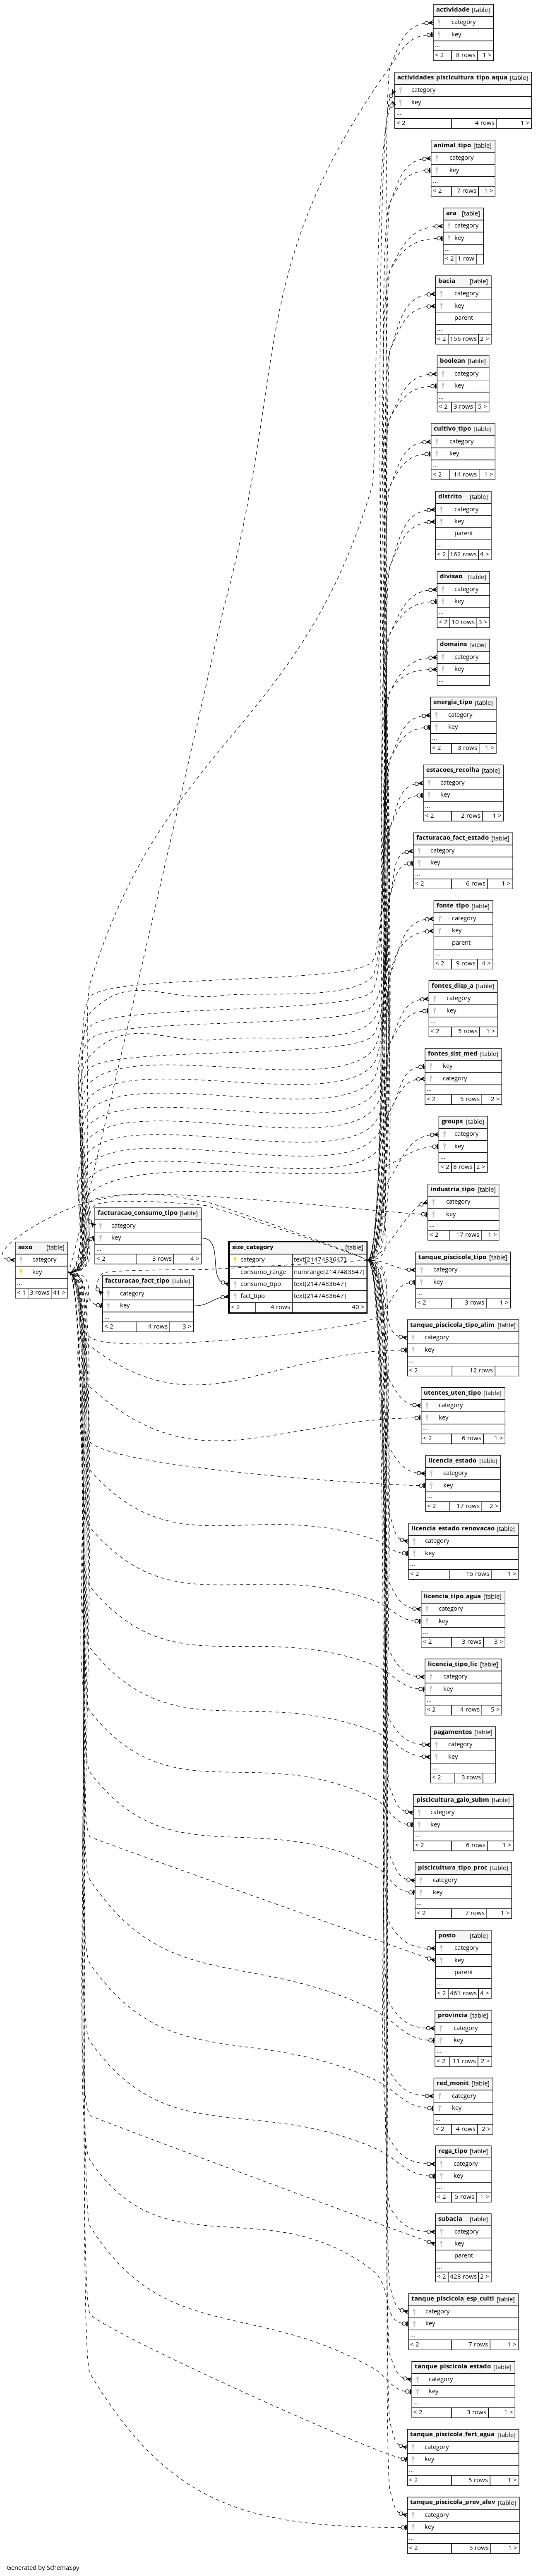 actividade [table]
category
key
...
< 2 8 rows 1 >
actividades_piscicultura_tipo_aqua [table]
category
key
...
< 2 4 rows 1 >
animal_tipo [table]
category
key
...
< 2 7 rows 1 >
ara [table]
category
key
...
< 2 1 row
bacia [table]
category
key
parent
...
< 2 156 rows 2 >
boolean [table]
category
key
...
< 2 3 rows 5 >
cultivo_tipo [table]
category
key
...
< 2 14 rows 1 >
distrito [table]
category
key
parent
...
< 2 162 rows 4 >
divisao [table]
category
key
...
< 2 10 rows 3 >
domains [view]
category
key
...
energia_tipo [table]
category
key
...
< 2 3 rows 1 >
estacoes_recolha [table]
category
key
...
< 2 2 rows 1 >
facturacao_fact_estado [table]
category
key
...
< 2 6 rows 1 >
fonte_tipo [table]
category
key
parent
...
< 2 9 rows 4 >
fontes_disp_a [table]
category
key
...
< 2 5 rows 1 >
fontes_sist_med [table]
key
category
...
< 2 5 rows 2 >
groups [table]
category
key
...
< 2 8 rows 2 >
industria_tipo [table]
category
key
...
< 2 17 rows 1 >
sexo [table]
category
key
...
< 1 3 rows 41 >
facturacao_consumo_tipo [table]
category
key
...
< 2 3 rows 4 >
facturacao_fact_tipo [table]
category
key
...
< 2 4 rows 3 >
size_category [table]
category text[2147483647]
consumo_range numrange[2147483647]
consumo_tipo text[2147483647]
fact_tipo text[2147483647]
< 2 4 rows 40 >
tanque_piscicola_tipo [table]
category
key
...
< 2 3 rows 1 >
tanque_piscicola_tipo_alim [table]
category
key
...
< 2 12 rows
utentes_uten_tipo [table]
category
key
...
< 2 6 rows 1 >
licencia_estado [table]
category
key
...
< 2 17 rows 2 >
licencia_estado_renovacao [table]
category
key
...
< 2 15 rows 1 >
licencia_tipo_agua [table]
category
key
...
< 2 3 rows 3 >
licencia_tipo_lic [table]
category
key
...
< 2 4 rows 5 >
pagamentos [table]
category
key
...
< 2 3 rows
piscicultura_gaio_subm [table]
category
key
...
< 2 6 rows 1 >
piscicultura_tipo_proc [table]
category
key
...
< 2 7 rows 1 >
posto [table]
category
key
parent
...
< 2 461 rows 4 >
provincia [table]
category
key
...
< 2 11 rows 2 >
red_monit [table]
category
key
...
< 2 4 rows 2 >
rega_tipo [table]
category
key
...
< 2 5 rows 1 >
subacia [table]
category
key
parent
...
< 2 428 rows 2 >
tanque_piscicola_esp_culti [table]
category
key
...
< 2 7 rows 1 >
tanque_piscicola_estado [table]
category
key
...
< 2 3 rows 1 >
tanque_piscicola_fert_agua [table]
category
key
...
< 2 5 rows 1 >
tanque_piscicola_prov_alev [table]
category
key
...
< 2 5 rows 1 >
Generated by SchemaSpy